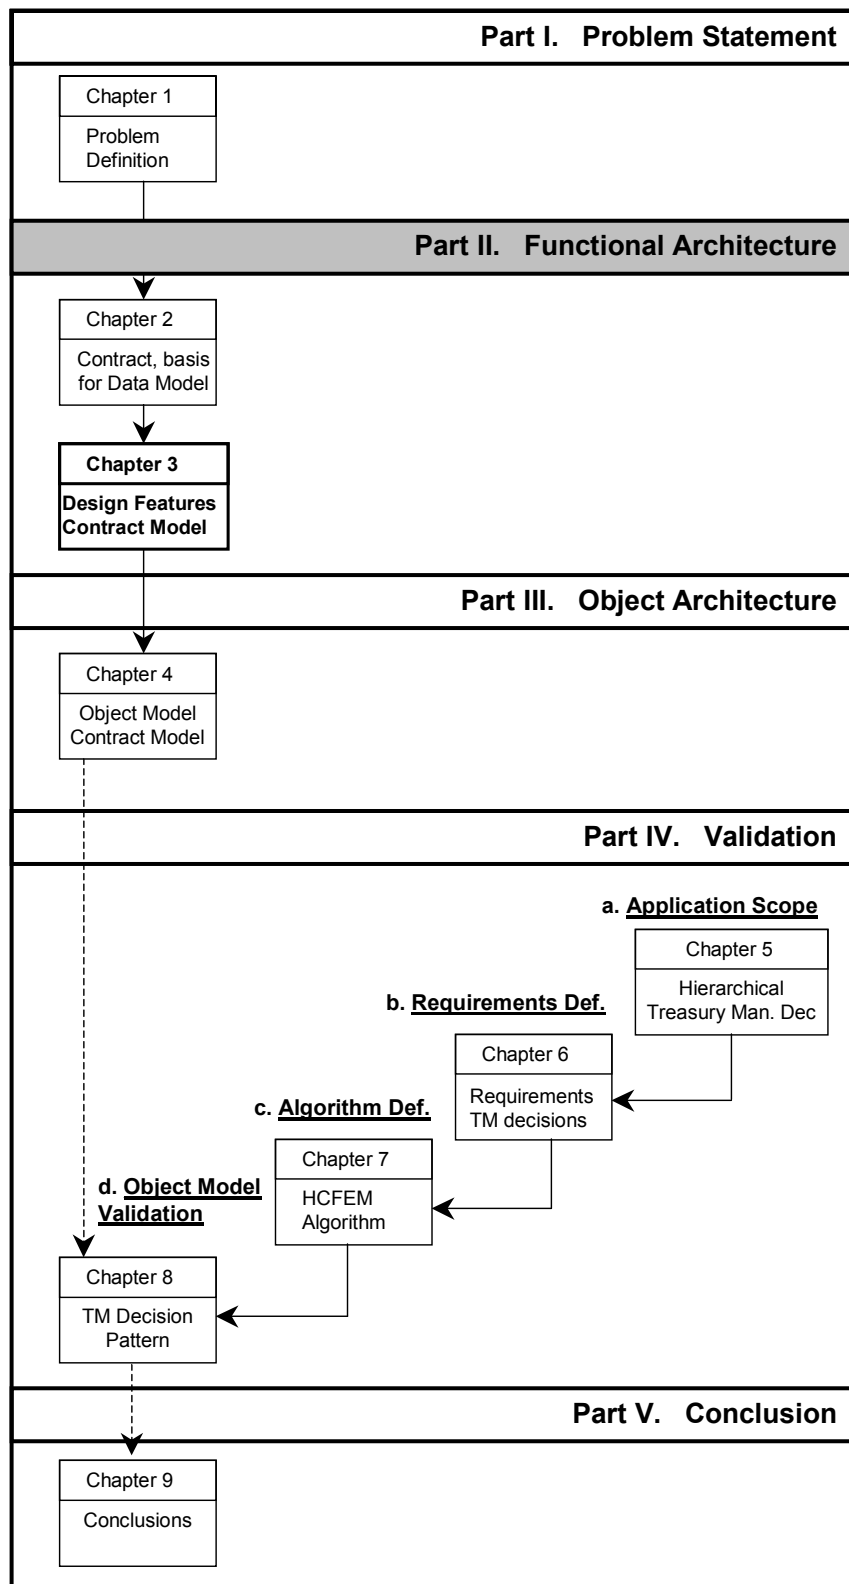 Part I. Problem Statement
Chapter 1
Problem
Definition
Part II. Functional Architecture
Chapter 2
Contract, basis
for Data Model
Chapter 3
Design Features
Contract Model
Part III. Object Architecture
Chapter 4
Object Model
Contract Model
Part IV. Validation
a. Application Scope
Chapter 5
Hierarchical
Treasury Man. Dec
b. Requirements Def.
Chapter 6
Requirements
TM decisions
c. Algorithm Def.
Chapter 7
HCFEM
Algorithm
d. Object Model
Validation
Chapter 8
TM Decision
Pattern
Part V. Conclusion
Chapter 9
Conclusions